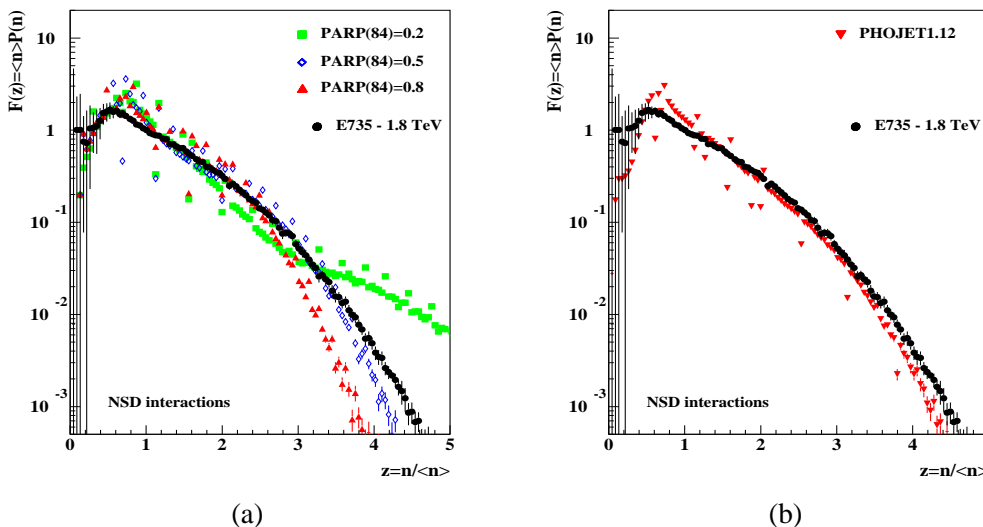 F(z)=<n>P(n)
10
1
10 -1
10 -2
10 -3
PARP(84)=0.2
PARP(84)=0.5
PARP(84)=0.8
E735 - 1.8 TeV
NSD interactions
0 1 2 3 4 5
z=n/<n>
(a)
F(z)=<n>P(n)
10
1
10 -1
10 -2
10 -3
PHOJET1.12
E735 - 1.8 TeV
NSD interactions
0 1 2 3 4
z=n/<n>
(b)